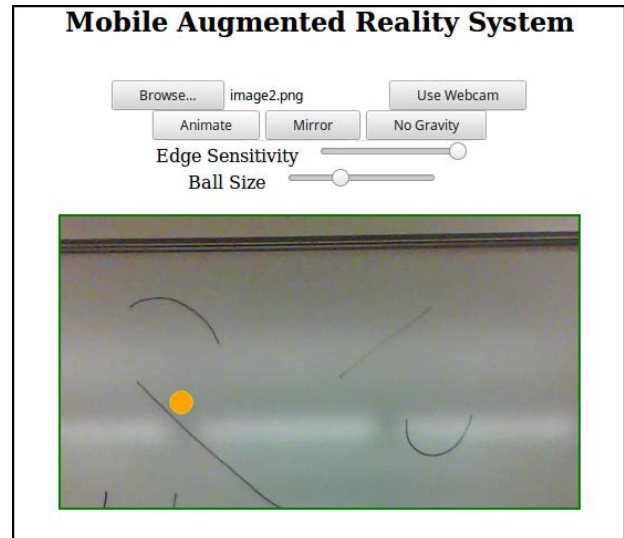 Mobile Augmented Reality System
Browse... image2.png Use Webcam
Animate Mirror No Gravity
Edge Sensitivity
Ball Size